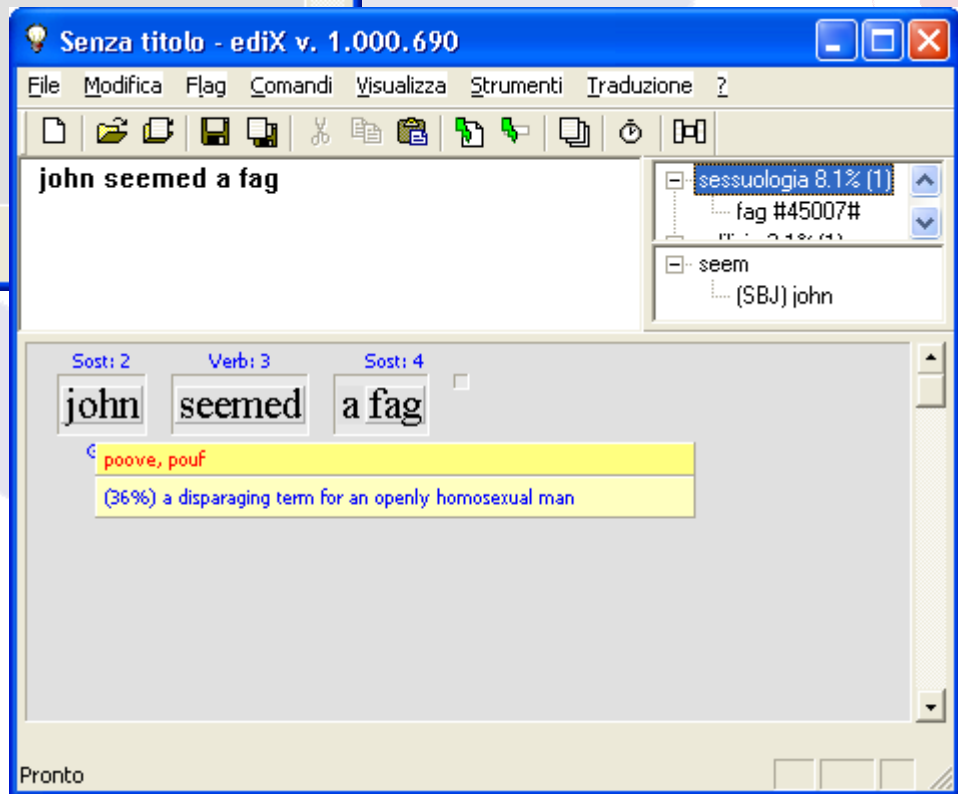 Senza titolo - ediX v. 1.000.690
File Modifica Flag Comandi Visualizza Strumenti Traduzione ?
john seemed a fag
sessuologia 8.1% (1)
fag #45007#
seem
(SBJ) john
Sost: 2 Verb: 3 Sost: 4
john seemed a fag
poove, pouf
(36%) a disparaging term for an openly homosexual man
Pronto